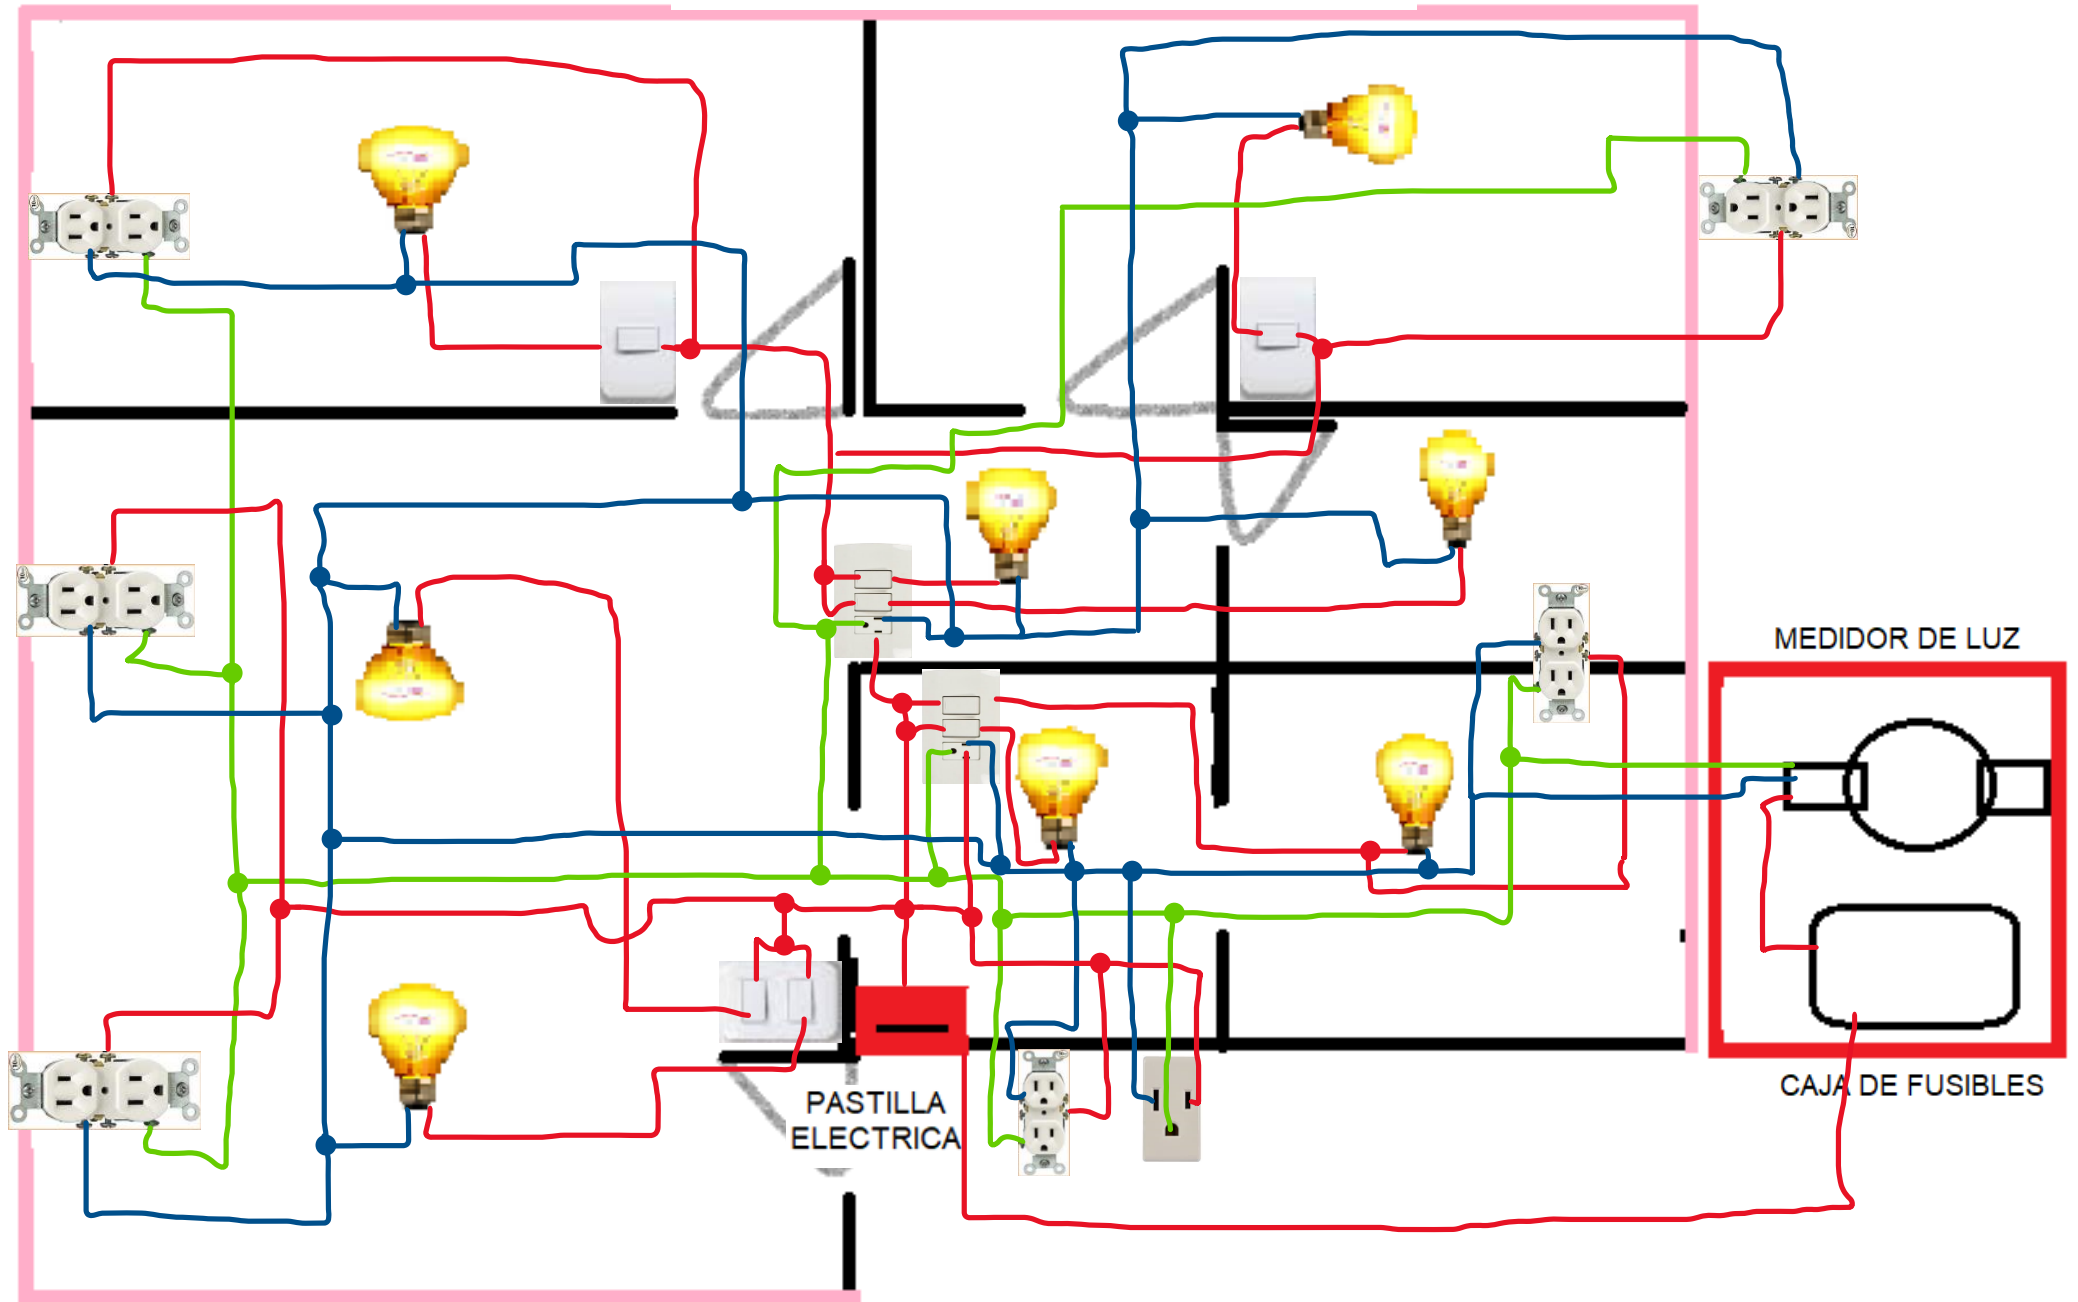 MEDIDOR DE LUZ
CAJA DE FUSIBLES
PASTILLA
ELECTRICA